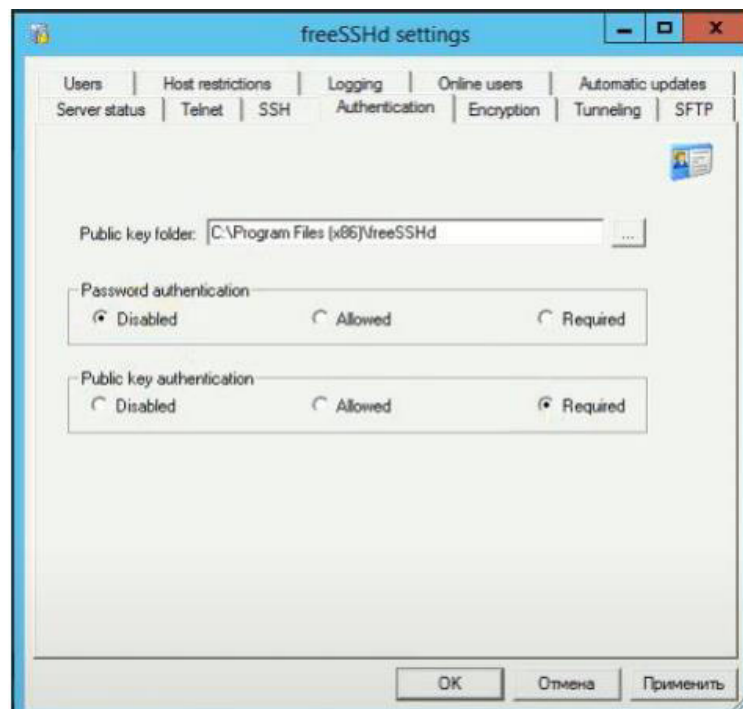 freeSSHd settings
Users Host restrictions Logging Online users Automatic updates
Server status Telnet SSH Authentication Encryption Tunneling SFTP
Public key folder: C:\Program Files (x86)\freeSSHd ...
Password authentication
Disabled Allowed Required
Public key authentication
Disabled Allowed Required
OK Отмена Применить